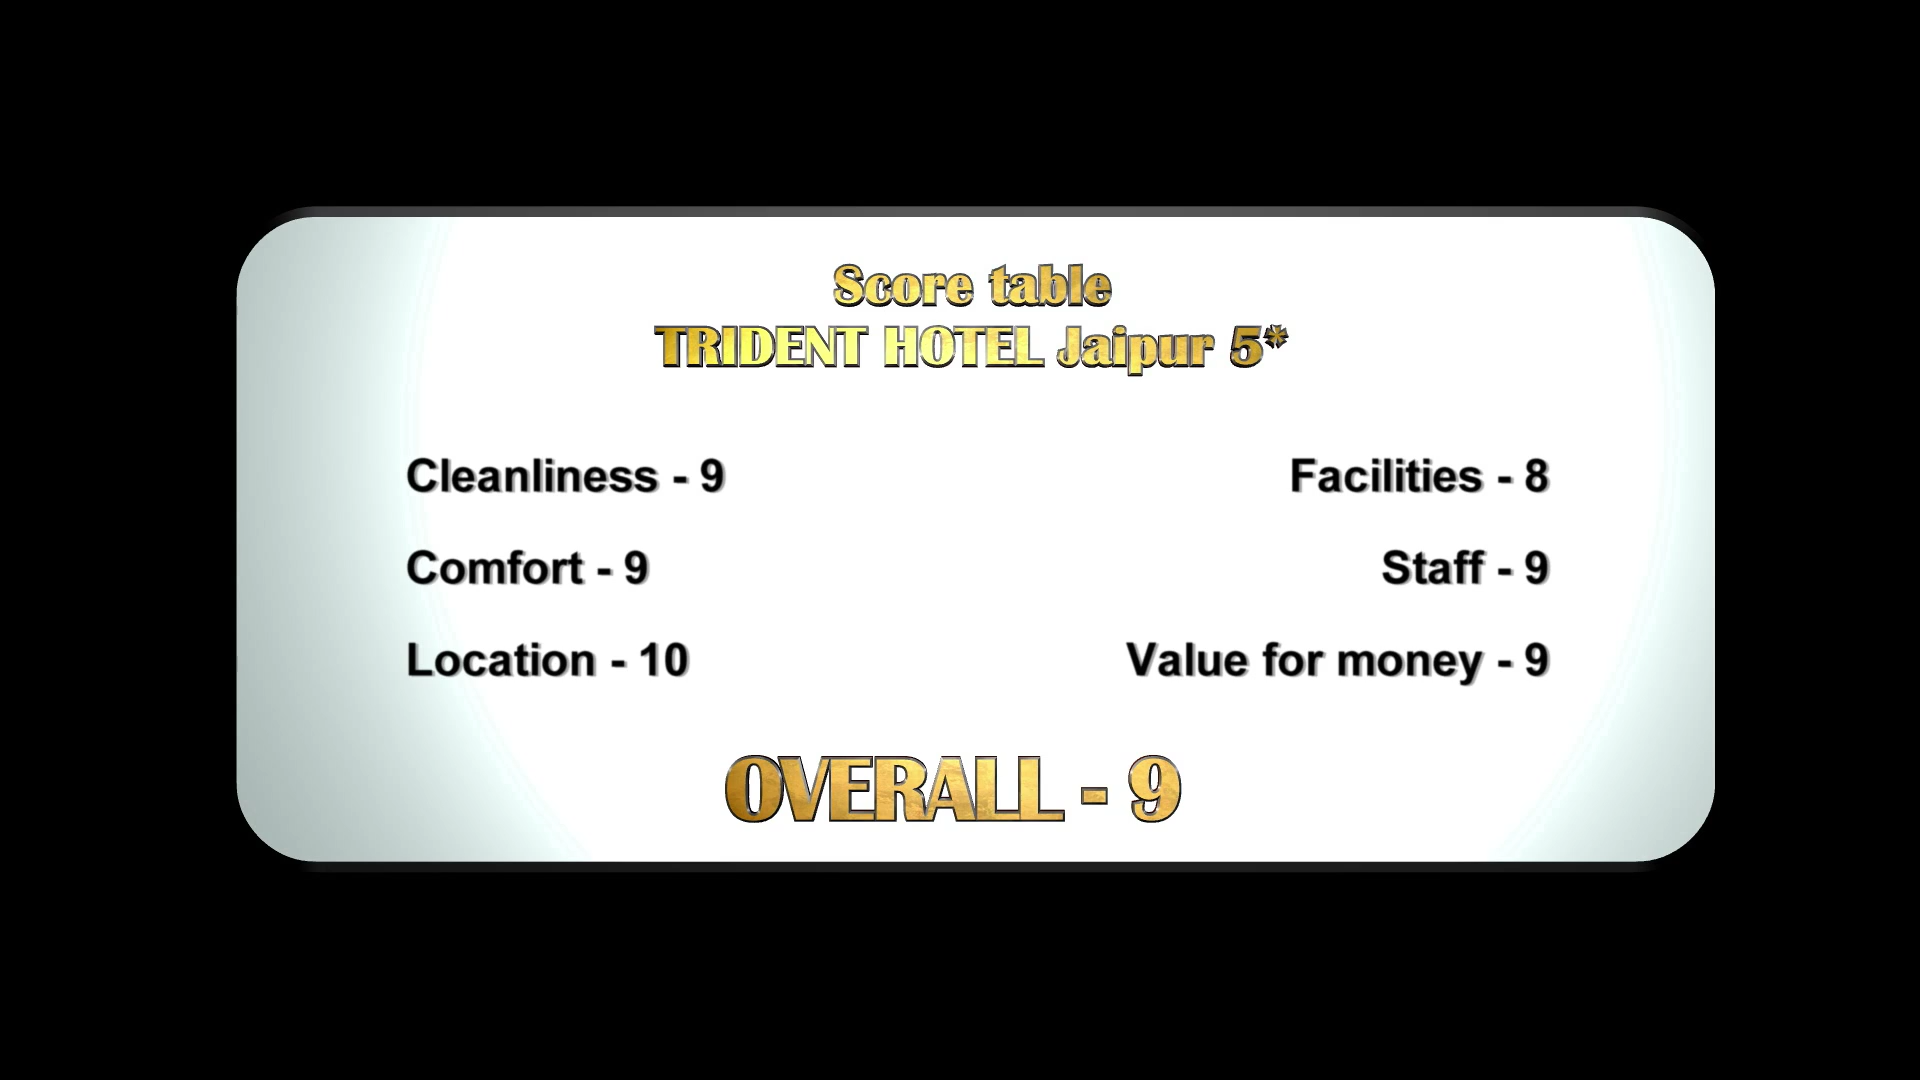 Score table
TRIDENT HOTEL Jaipur 5*
Cleanliness - 9
Facilities - 8
Comfort - 9
Staff - 9
Location - 10
Value for money - 9
OVERALL - 9